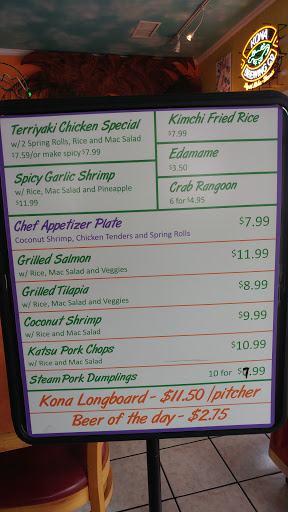 KONA
BREWING CO.
Terriyaki Chicken Special
w/ 2 Spring Rolls, Rice and Mac Salad
$7.59/or make spicy $7.99
Spicy Garlic Shrimp
w/ Rice, Mac Salad and Pineapple
$11.99
Kimchi Fried Rice
$7.99
Edamame
$3.50
Crab Rangoon
6 for $4.95
Chef Appetizer Plate $7.99
Coconut Shrimp, Chicken Tenders and Spring Rolls
Grilled Salmon $11.99
w/ Rice, Mac Salad and Veggies
Grilled Tilapia $8.99
w/ Rice, Mac Salad and Veggies
Coconut Shrimp $9.99
w/ Rice and Mac Salad
Katsu Pork Chops $10.99
w/ Rice and Mac Salad
Steam Pork Dumplings 10 for $7.99
Kona Longboard - $11.50 /pitcher
Beer of the day - $2.75